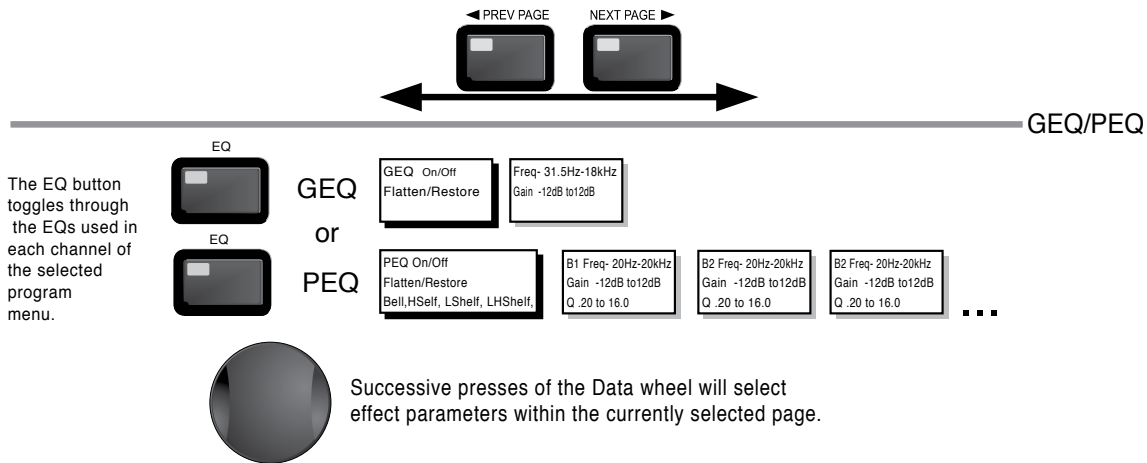 ◄ PREV PAGE NEXT PAGE ►
GEQ/PEQ
The EQ button
toggles through
the EQs used in
each channel of
the selected
program
menu.
EQ
GEQ
GEQ On/Off
Flatten/Restore
Freq- 31.5Hz-18kHz
Gain -12dB to12dB
or
EQ
PEQ
PEQ On/Off
Flatten/Restore
Bell,HSelf, LShelf, LHShelf,
B1 Freq- 20Hz-20kHz
Gain -12dB to12dB
Q .20 to 16.0
B2 Freq- 20Hz-20kHz
Gain -12dB to12dB
Q .20 to 16.0
B2 Freq- 20Hz-20kHz
Gain -12dB to12dB
Q .20 to 16.0
...
Successive presses of the Data wheel will select
effect parameters within the currently selected page.